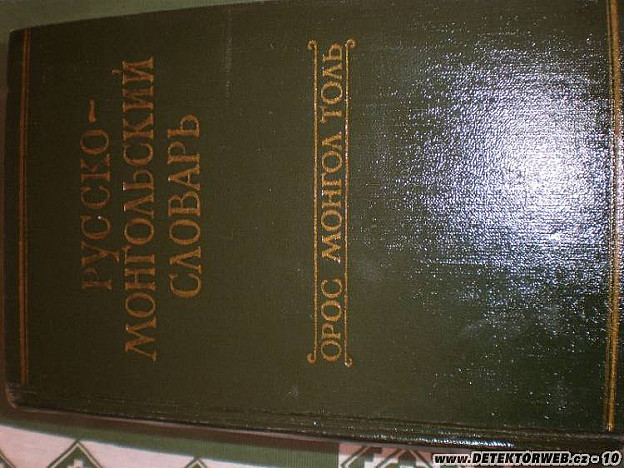 РУССКО-
МОНГОЛЬСКИЙ
СЛОВАРЬ
ОРОС МОНГОЛ ТОЛЬ
www.DETEKTORWEB.cz - 10